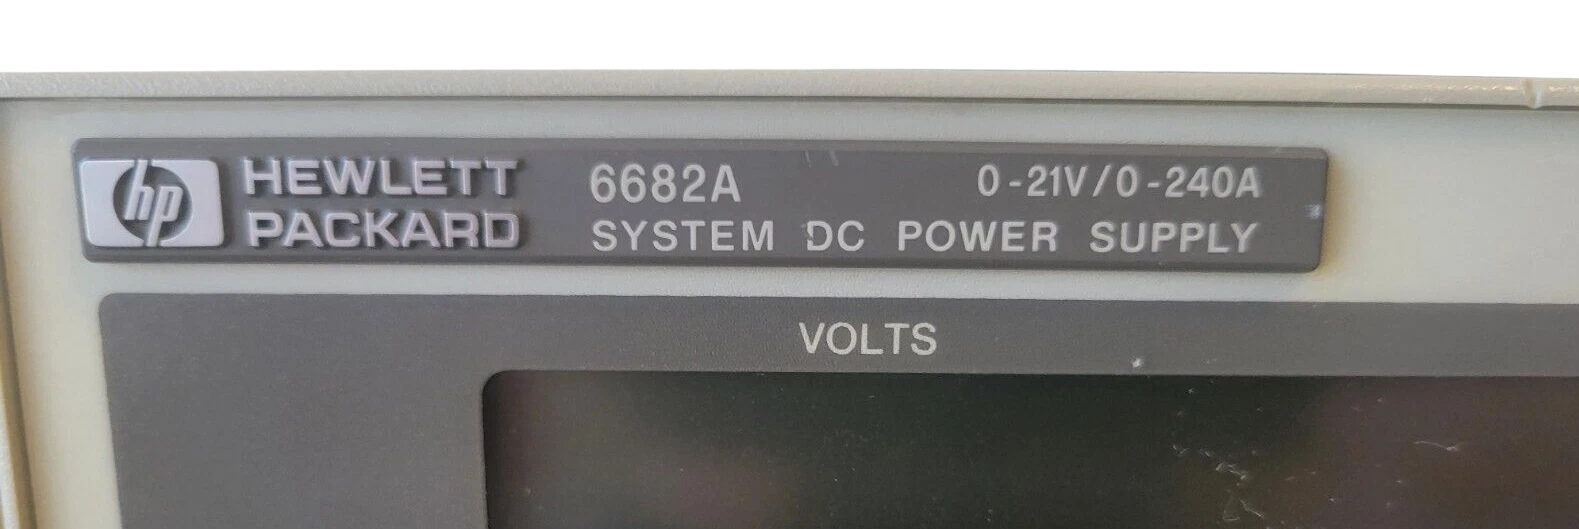 hp HEWLETT PACKARD
6682A 0-21V/0-240A
SYSTEM DC POWER SUPPLY
VOLTS